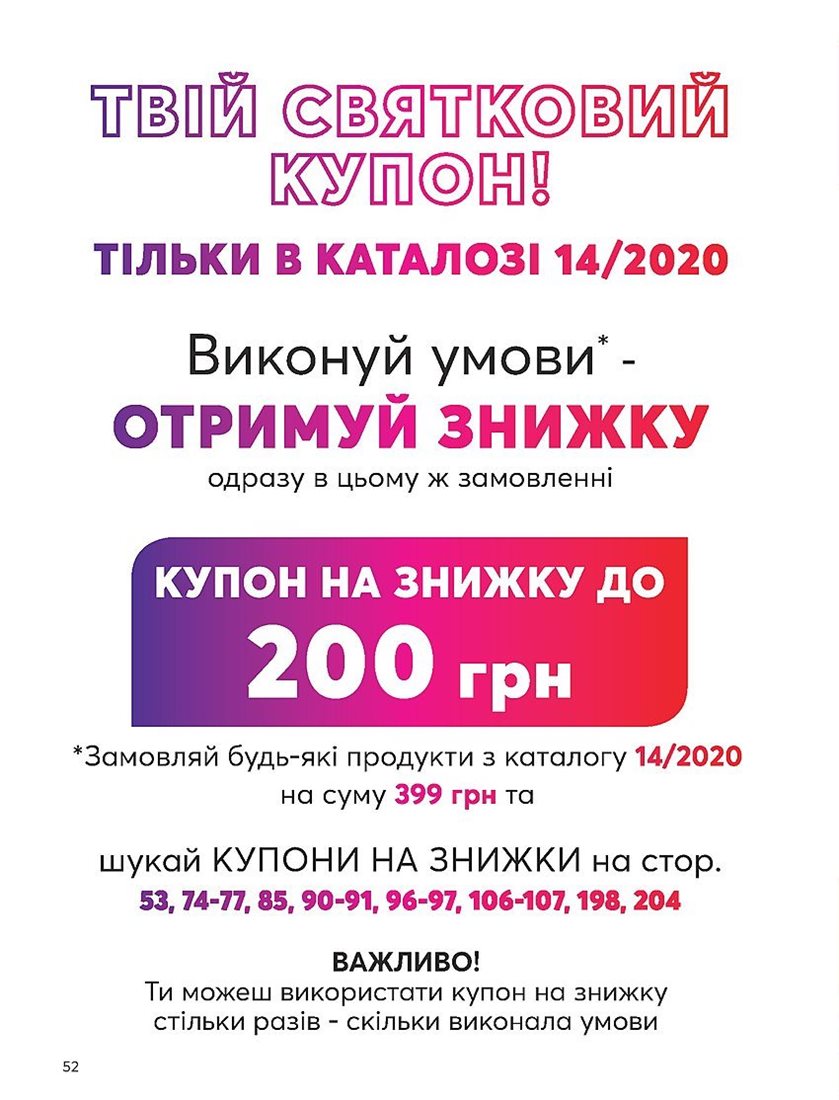 ТВІЙ СВЯТКОВИЙ
КУПОН!
ТІЛЬКИ В КАТАЛОЗІ 14/2020
Виконуй умови* -
ОТРИМУЙ ЗНИЖКУ
одразу в цьому ж замовленні
КУПОН НА ЗНИЖКУ ДО
200 грн
*Замовляй будь-які продукти з каталогу 14/2020
на суму 399 грн та
шукай КУПОНИ НА ЗНИЖКИ на стор.
53, 74-77, 85, 90-91, 96-97, 106-107, 198, 204
ВАЖЛИВО!
Ти можеш використати купон на знижку
стільки разів - скільки виконала умови
52